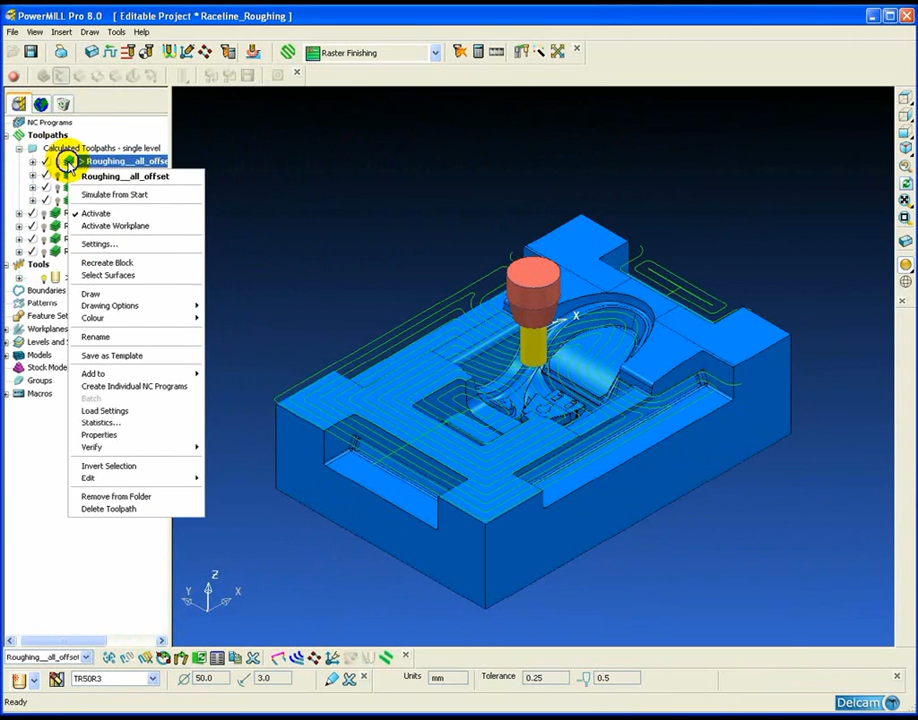 PowerMILL Pro 8.0 [ Editable Project * Raceline_Roughing ]
File View Insert Draw Tools Help
Raster Finishing
NC Programs
Toolpaths
Calculated Toolpaths - single level
> Roughing__all_offse
Roughing__all_offset
Simulate from Start
Activate
Activate Workplane
Settings...
Recreate Block
Select Surfaces
Tools
Boundaries
Draw
Patterns
Drawing Options
Feature Set
Colour
Workplanes
Rename
Levels and Se
Models
Save as Template
Stock Mode
Add to
Groups
Create Individual NC Programs
Macros
Batch
Load Settings
Statistics...
Properties
Verify
Invert Selection
Edit
Remove from Folder
Delete Toolpath
X
Z
Y X
Roughing__all_offset
TR50R3 50.0 3.0 Units mm Tolerance 0.25 0.5
Ready
Delcam